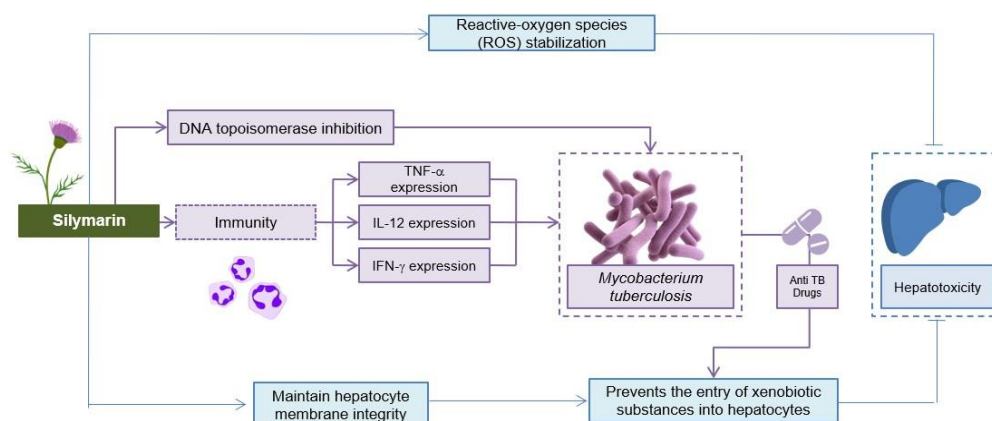 Reactive-oxygen species
(ROS) stabilization
DNA topoisomerase inhibition
TNF-α
expression
Silymarin
Immunity
IL-12 expression
IFN-γ expression
Mycobacterium
tuberculosis
Anti TB
Drugs
Hepatotoxicity
Maintain hepatocyte
membrane integrity
Prevents the entry of xenobiotic
substances into hepatocytes